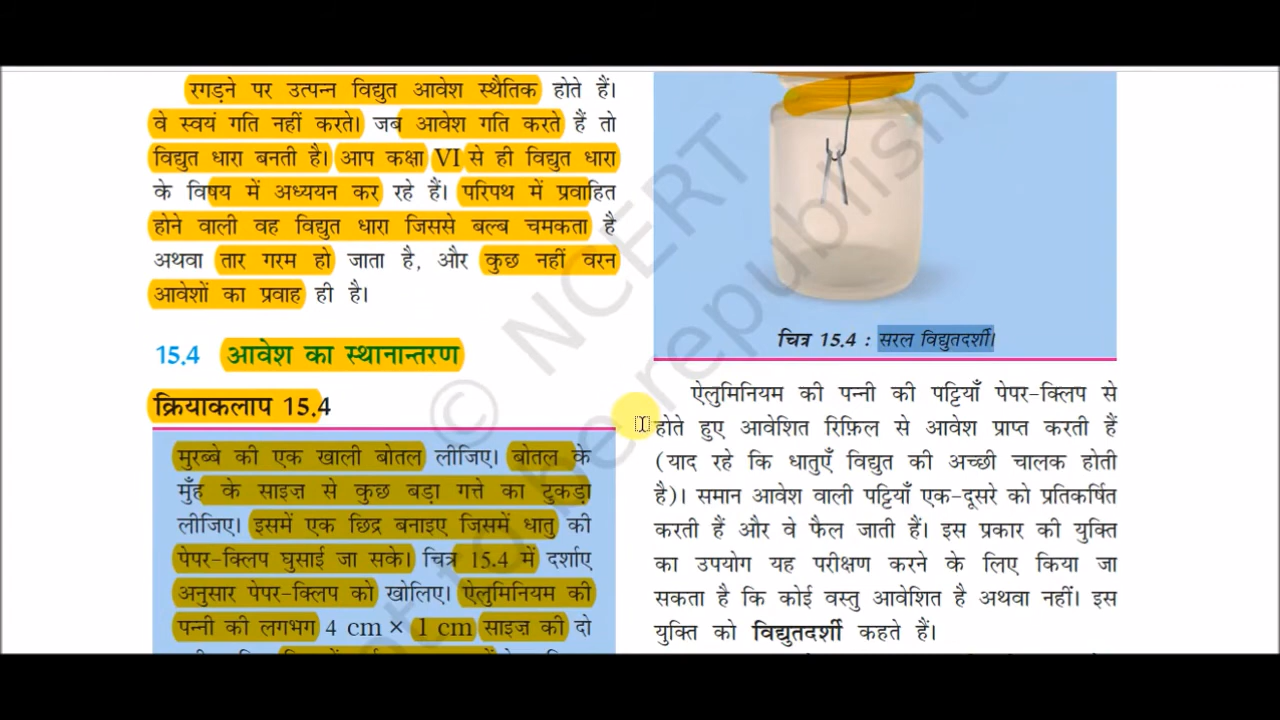 रगड़ने पर उत्पन्न विद्युत आवेश स्थैतिक होते हैं।
वे स्वयं गति नहीं करते। जब आवेश गति करते हैं तो
विद्युत धारा बनती है। आप कक्षा VI से ही विद्युत धारा
के विषय में अध्ययन कर रहे हैं। परिपथ में प्रवाहित
होने वाली वह विद्युत धारा जिससे बल्ब चमकता है
अथवा तार गरम हो जाता है, और कुछ नहीं वरन
आवेशों का प्रवाह ही है।
15.4 आवेश का स्थानान्तरण
क्रियाकलाप 15.4
मुरब्बे की एक खाली बोतल लीजिए। बोतल के
मुँह के साइज़ से कुछ बड़ा गत्ते का टुकड़ा
लीजिए। इसमें एक छिद्र बनाइए जिसमें धातु की
पेपर-क्लिप घुसाई जा सके। चित्र 15.4 में दर्शाए
अनुसार पेपर-क्लिप को खोलिए। ऐलुमिनियम की
पन्नी की लगभग 4 cm × 1 cm साइज़ की दो
चित्र 15.4 : सरल विद्युतदर्शी।
ऐलुमिनियम की पन्नी की पट्टियाँ पेपर-क्लिप से
होते हुए आवेशित रिफ़िल से आवेश प्राप्त करती हैं
(याद रहे कि धातुएँ विद्युत की अच्छी चालक होती
है)। समान आवेश वाली पट्टियाँ एक-दूसरे को प्रतिकर्षित
करती हैं और वे फैल जाती हैं। इस प्रकार की युक्ति
का उपयोग यह परीक्षण करने के लिए किया जा
सकता है कि कोई वस्तु आवेशित है अथवा नहीं। इस
युक्ति को विद्युतदर्शी कहते हैं।
© NCERT
not to be republishe